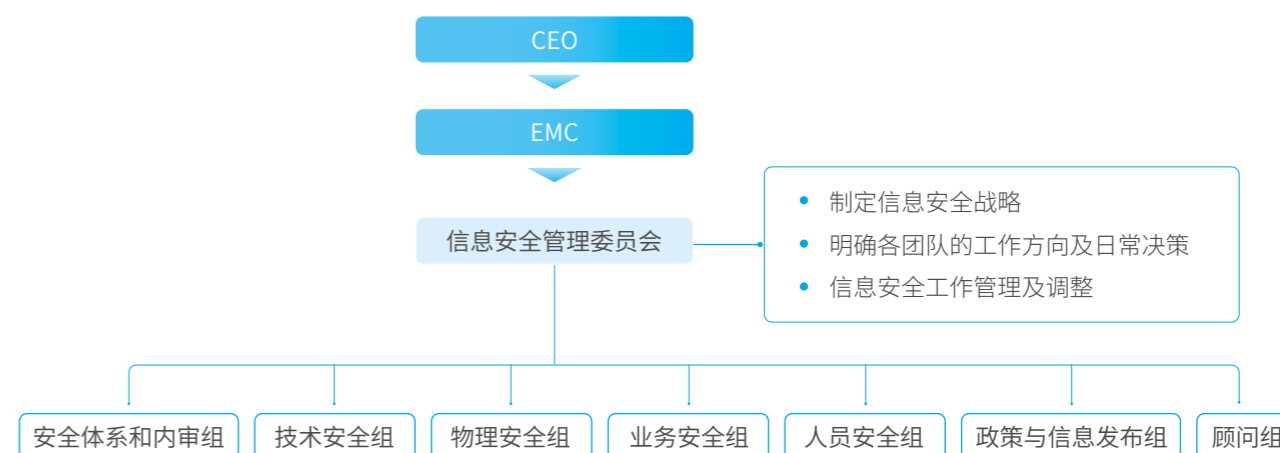 CEO
EMC
信息安全管理委员会
制定信息安全战略
明确各团队的工作方向及日常决策
信息安全工作管理及调整
安全体系和内审组
技术安全组
物理安全组
业务安全组
人员安全组
政策与信息发布组
顾问组